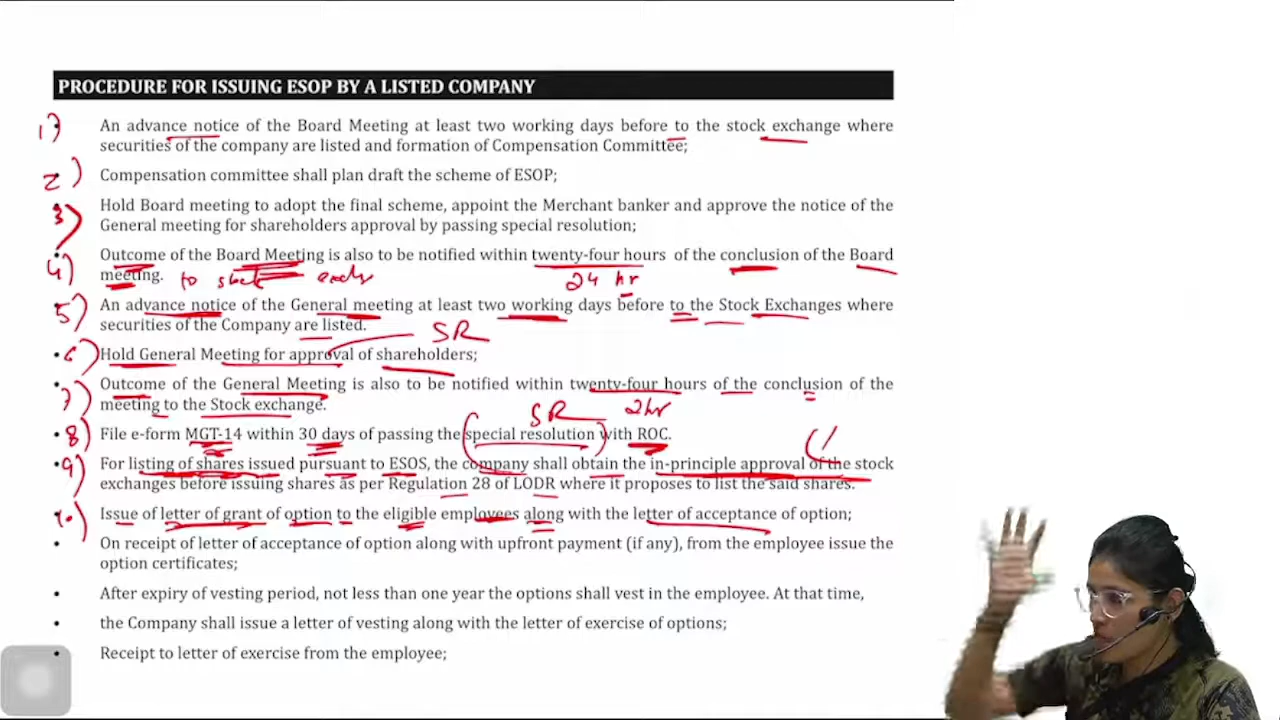 PROCEDURE FOR ISSUING ESOP BY A LISTED COMPANY
1) An advance notice of the Board Meeting at least two working days before to the stock exchange where
securities of the company are listed and formation of Compensation Committee;
2) Compensation committee shall plan draft the scheme of ESOP;
3) Hold Board meeting to adopt the final scheme, appoint the Merchant banker and approve the notice of the
General meeting for shareholders approval by passing special resolution;
4) Outcome of the Board Meeting is also to be notified within twenty-four hours of the conclusion of the Board
meeting. to
24 hr
5) An advance notice of the General meeting at least two working days before to the Stock Exchanges where
securities of the Company are listed.
SR
• 6) Hold General Meeting for approval of shareholders;
• 7) Outcome of the General Meeting is also to be notified within twenty-four hours of the conclusion of the
meeting to the Stock exchange.
SR 2hr
• 8) File e-form MGT-14 within 30 days of passing the (special resolution) with ROC.
• 9) For listing of shares issued pursuant to ESOS, the company shall obtain the in-principle approval of the stock
exchanges before issuing shares as per Regulation 28 of LODR where it proposes to list the said shares.
10) Issue of letter of grant of option to the eligible employees along with the letter of acceptance of option;
• On receipt of letter of acceptance of option along with upfront payment (if any), from the employee issue the
option certificates;
• After expiry of vesting period, not less than one year the options shall vest in the employee. At that time,
• the Company shall issue a letter of vesting along with the letter of exercise of options;
• Receipt to letter of exercise from the employee;